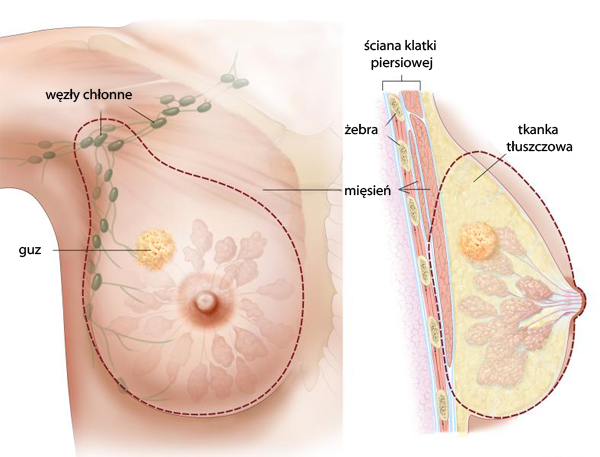 ściana klatki
piersiowej
węzły chłonne
żebra
tkanka
tłuszczowa
mięsień
guz